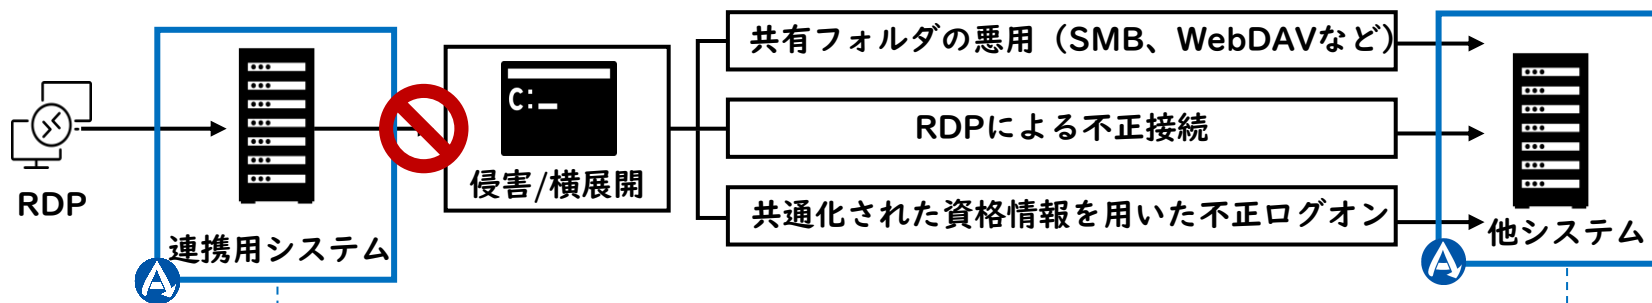 共有フォルダの悪用（SMB、WebDAVなど）
C:_
RDPによる不正接続
侵害/横展開
RDP
共通化された資格情報を用いた不正ログオン
連携用システム
他システム